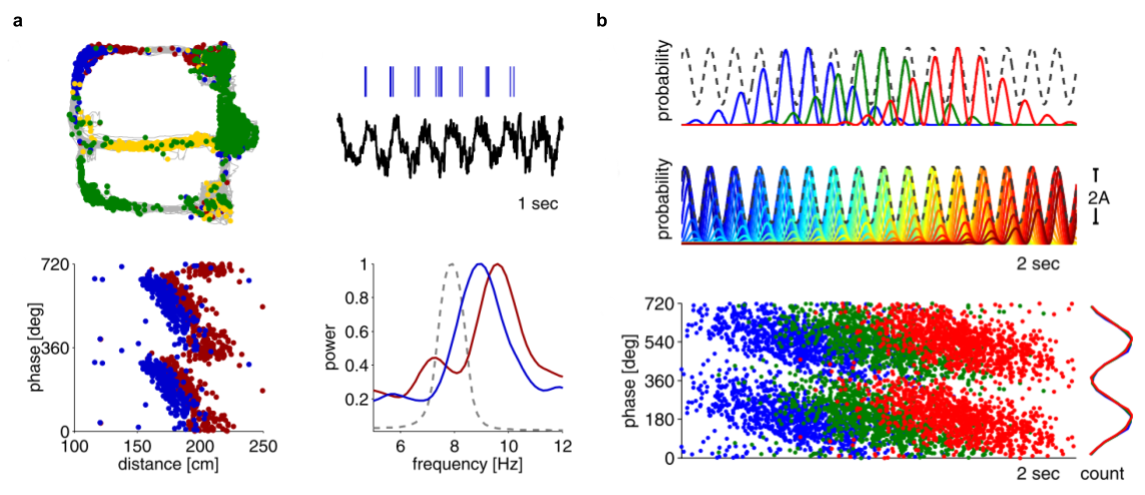 a
b
1 sec
probability
probability
2A
2 sec
720
360
0
phase [deg]
100 150 200 250
distance [cm]
1
0.8
0.6
0.4
0.2
power
6 8 10 12
frequency [Hz]
720
540
360
180
0
phase [deg]
2 sec
count